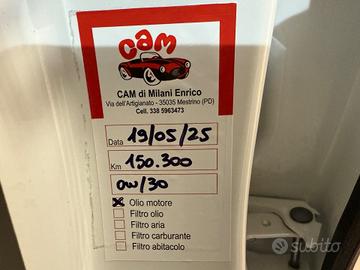 cam
CAM di Milani Enrico
Via dell'Artigianato - 35035 Mestrino (PD)
Cell. 338 5963473
Data 19/05/25
Km 150.300
0W/30
Olio motore
Filtro olio
Filtro aria
Filtro carburante
Filtro abitacolo
subito